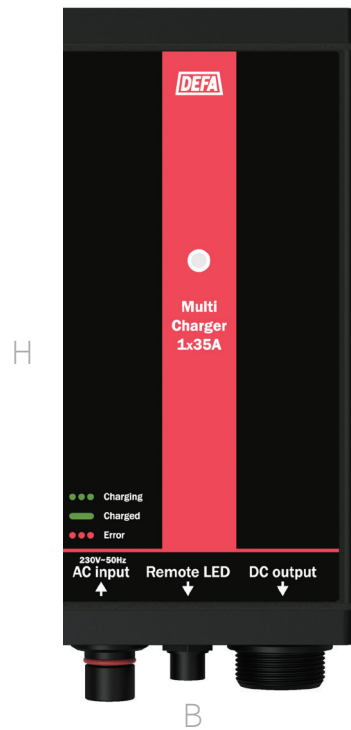 DEFA
Multi
Charger
1x35A
H
Charging
Charged
Error
230V~50Hz
AC input Remote LED DC output
B